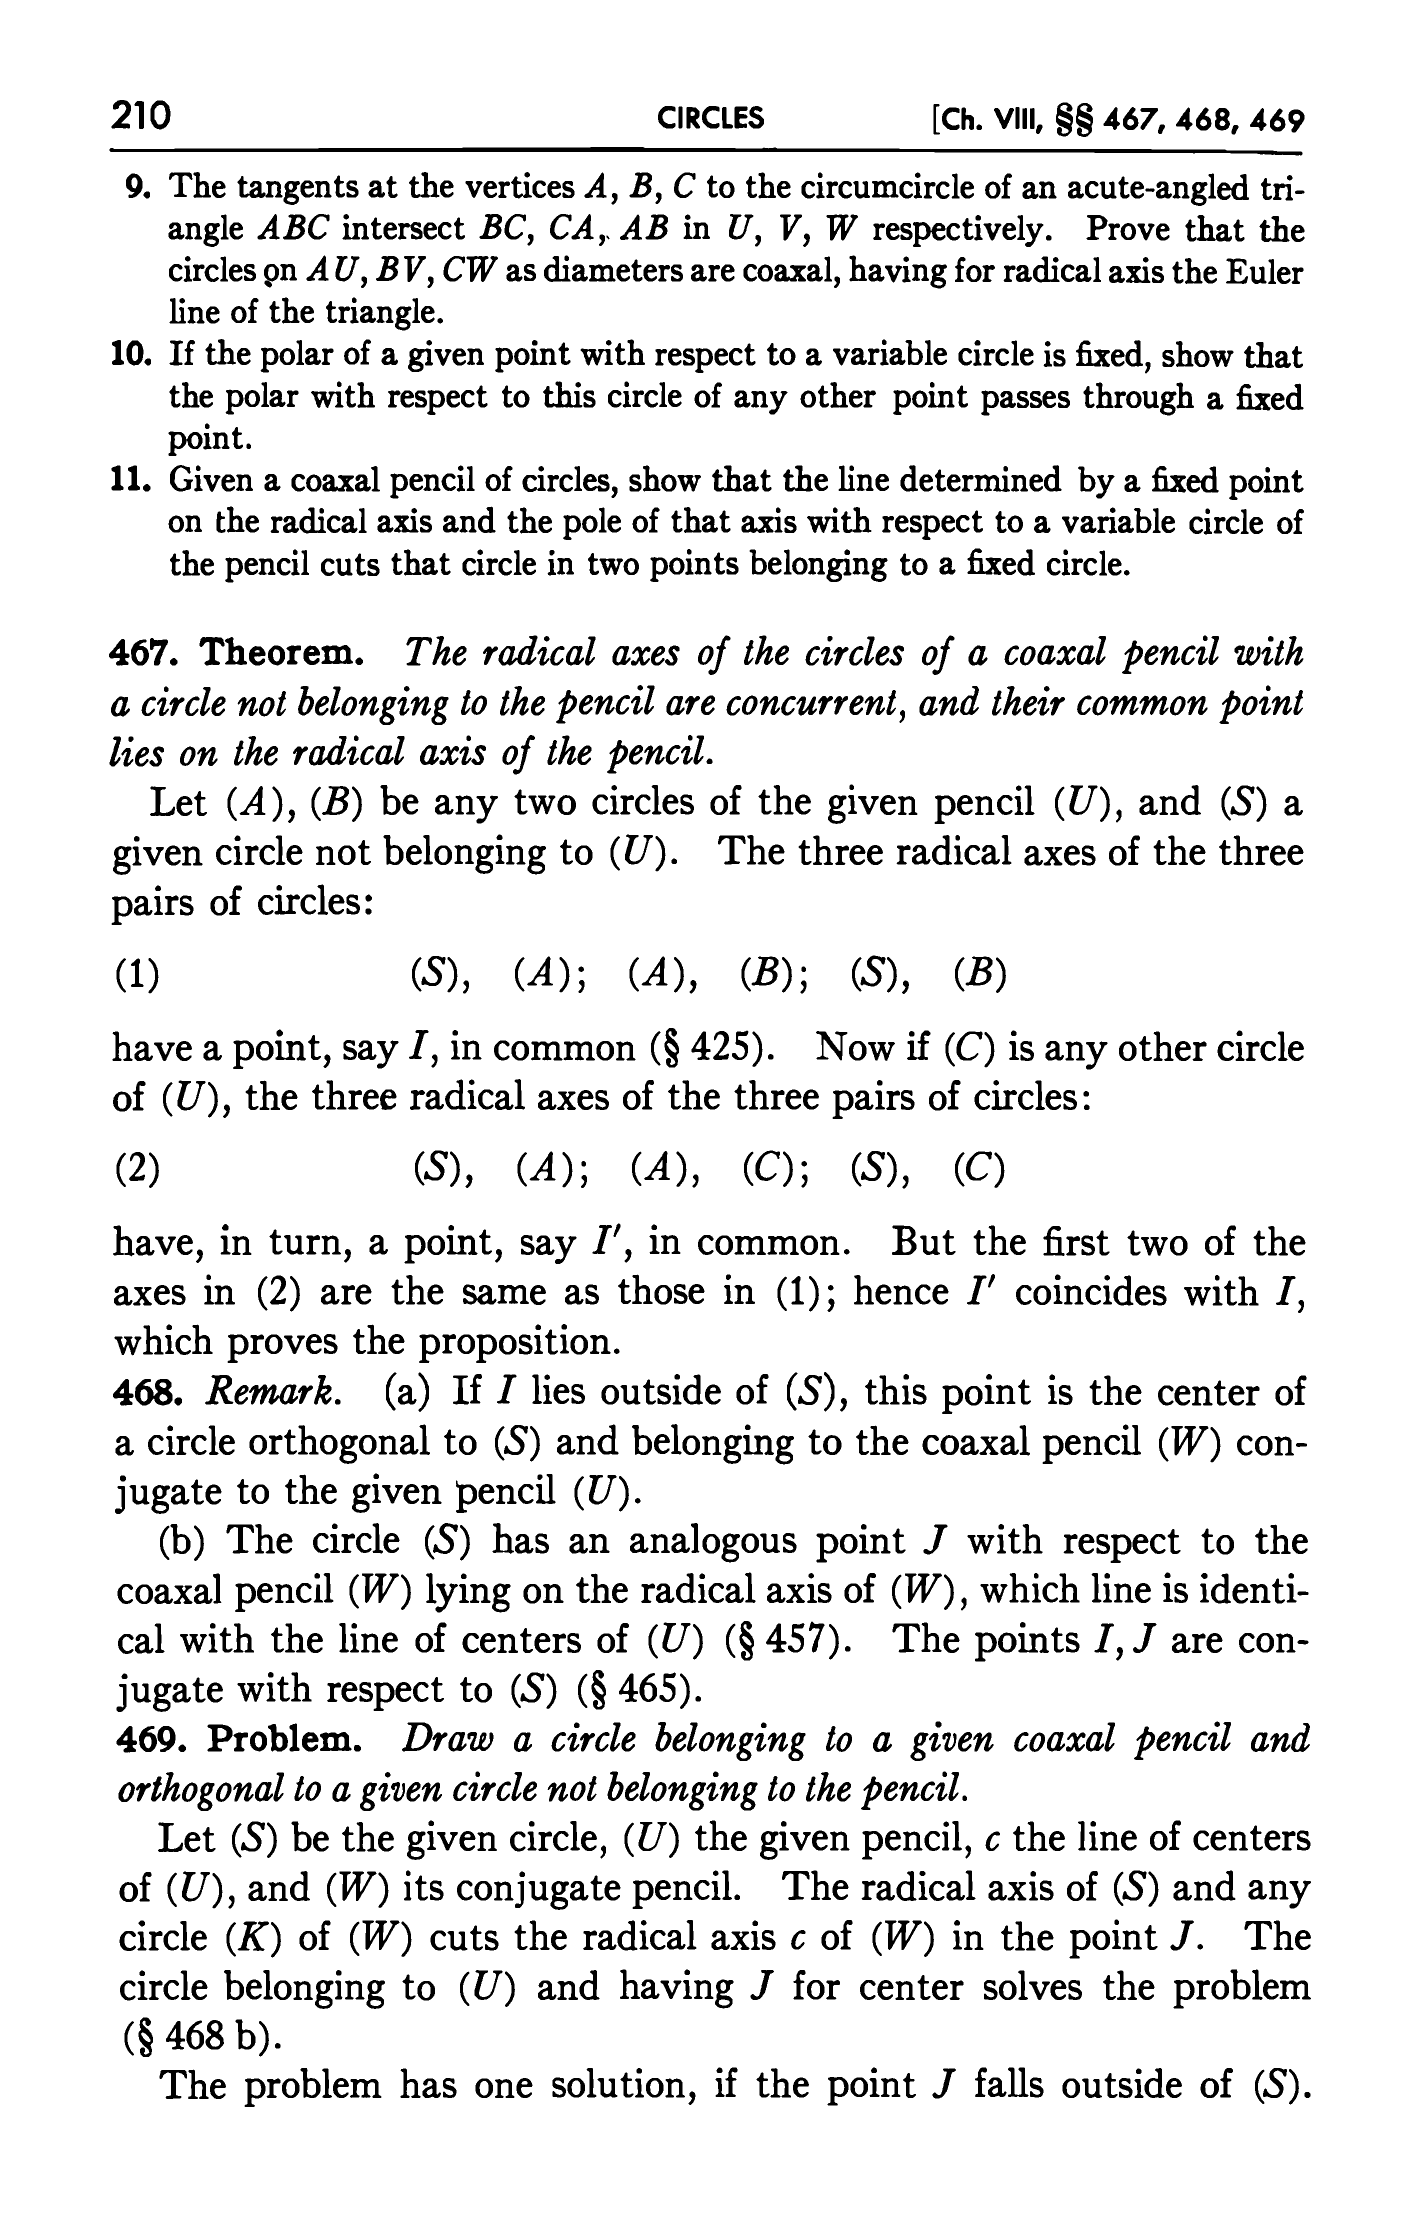 210 CIRCLES [Ch. VIII, §§ 467, 468, 469
9. The tangents at the vertices A, B, C to the circumcircle of an acute-angled tri-
angle ABC intersect BC, CA, AB in U, V, W respectively. Prove that the
circles on AU, BV, CW as diameters are coaxal, having for radical axis the Euler
line of the triangle.
10. If the polar of a given point with respect to a variable circle is fixed, show that
the polar with respect to this circle of any other point passes through a fixed
point.
11. Given a coaxal pencil of circles, show that the line determined by a fixed point
on the radical axis and the pole of that axis with respect to a variable circle of
the pencil cuts that circle in two points belonging to a fixed circle.
467. Theorem. The radical axes of the circles of a coaxal pencil with
a circle not belonging to the pencil are concurrent, and their common point
lies on the radical axis of the pencil.
Let (A), (B) be any two circles of the given pencil (U), and (S) a
given circle not belonging to (U). The three radical axes of the three
pairs of circles:
(1) (S), (A); (A), (B); (S), (B)
have a point, say I, in common (§ 425). Now if (C) is any other circle
of (U), the three radical axes of the three pairs of circles:
(2) (S), (A); (A), (C); (S), (C)
have, in turn, a point, say I′, in common. But the first two of the
axes in (2) are the same as those in (1); hence I′ coincides with I,
which proves the proposition.
468. Remark. (a) If I lies outside of (S), this point is the center of
a circle orthogonal to (S) and belonging to the coaxal pencil (W) con-
jugate to the given pencil (U).
(b) The circle (S) has an analogous point J with respect to the
coaxal pencil (W) lying on the radical axis of (W), which line is identi-
cal with the line of centers of (U) (§ 457). The points I, J are con-
jugate with respect to (S) (§ 465).
469. Problem. Draw a circle belonging to a given coaxal pencil and
orthogonal to a given circle not belonging to the pencil.
Let (S) be the given circle, (U) the given pencil, c the line of centers
of (U), and (W) its conjugate pencil. The radical axis of (S) and any
circle (K) of (W) cuts the radical axis c of (W) in the point J. The
circle belonging to (U) and having J for center solves the problem
(§ 468 b).
The problem has one solution, if the point J falls outside of (S).